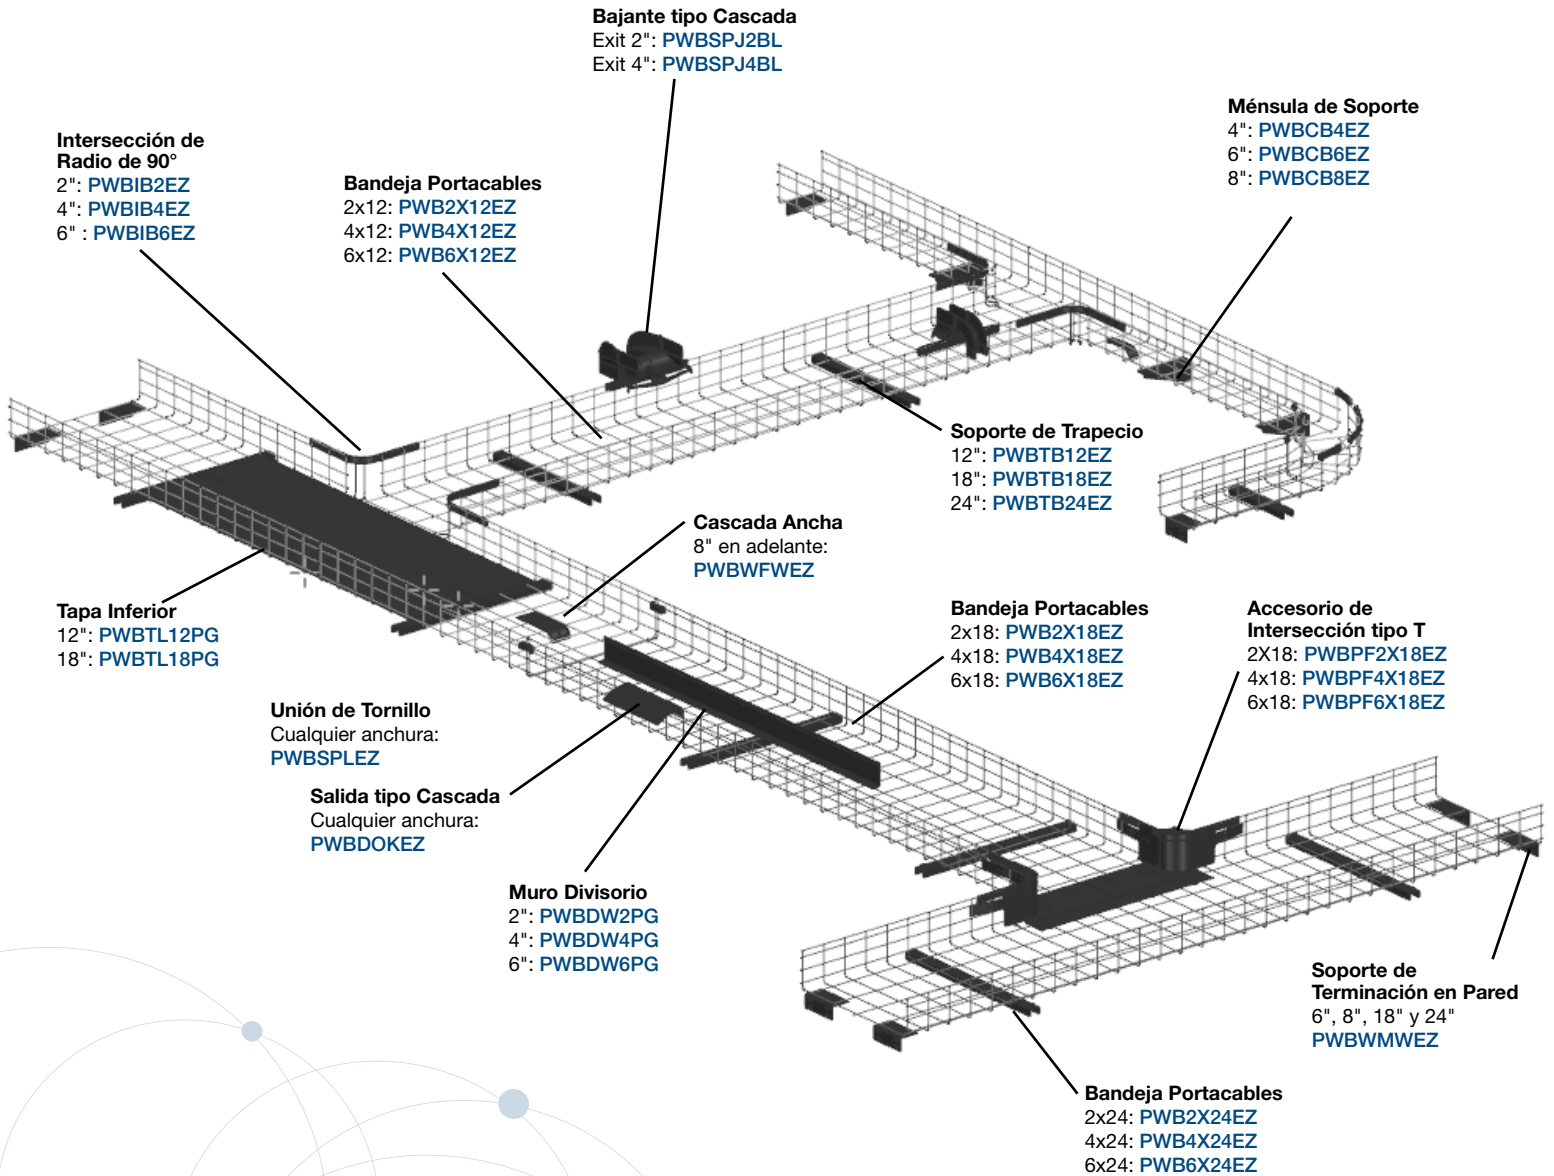 Bajante tipo Cascada
Exit 2": PWBSPJ2BL
Exit 4": PWBSPJ4BL
Ménsula de Soporte
4": PWBCB4EZ
6": PWBCB6EZ
8": PWBCB8EZ
Intersección de
Radio de 90°
2": PWBIB2EZ
4": PWBIB4EZ
6" : PWBIB6EZ
Bandeja Portacables
2x12: PWB2X12EZ
4x12: PWB4X12EZ
6x12: PWB6X12EZ
Soporte de Trapecio
12": PWBTB12EZ
18": PWBTB18EZ
24": PWBTB24EZ
Cascada Ancha
8" en adelante:
PWBWFWEZ
Tapa Inferior
12": PWBTL12PG
18": PWBTL18PG
Bandeja Portacables
2x18: PWB2X18EZ
4x18: PWB4X18EZ
6x18: PWB6X18EZ
Accesorio de
Intersección tipo T
2X18: PWBPF2X18EZ
4x18: PWBPF4X18EZ
6x18: PWBPF6X18EZ
Unión de Tornillo
Cualquier anchura:
PWBSPLEZ
Salida tipo Cascada
Cualquier anchura:
PWBDOKEZ
Muro Divisorio
2": PWBDW2PG
4": PWBDW4PG
6": PWBDW6PG
Soporte de
Terminación en Pared
6", 8", 18" y 24"
PWBWMWEZ
Bandeja Portacables
2x24: PWB2X24EZ
4x24: PWB4X24EZ
6x24: PWB6X24EZ